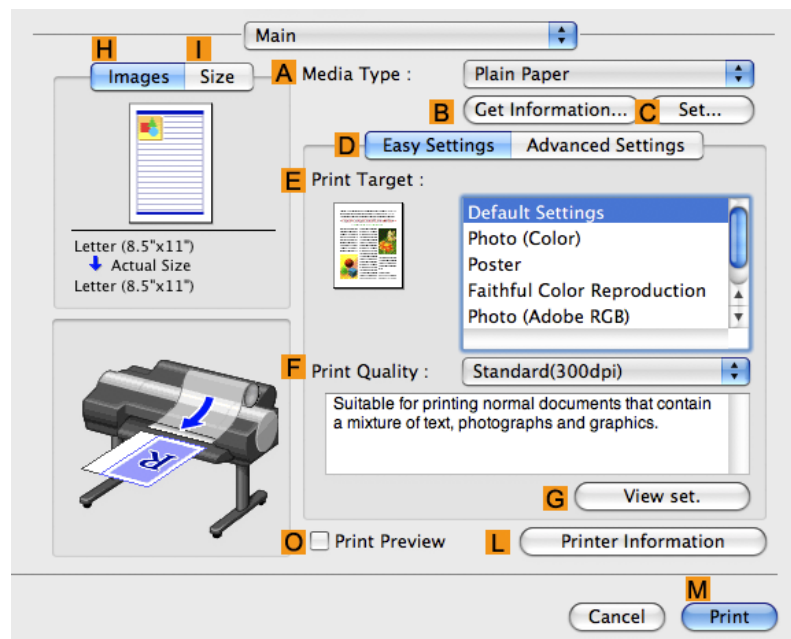 Main
H
I
Images
Size
A
Media Type :
Plain Paper
B
Get Information...
C
Set...
D
Easy Settings
Advanced Settings
E
Print Target :
Default Settings
Photo (Color)
Poster
Faithful Color Reproduction
Photo (Adobe RGB)
Letter (8.5"x11")
Actual Size
Letter (8.5"x11")
F
Print Quality :
Standard(300dpi)
Suitable for printing normal documents that contain
a mixture of text, photographs and graphics.
R
G
View set.
O
Print Preview
L
Printer Information
M
Cancel
Print